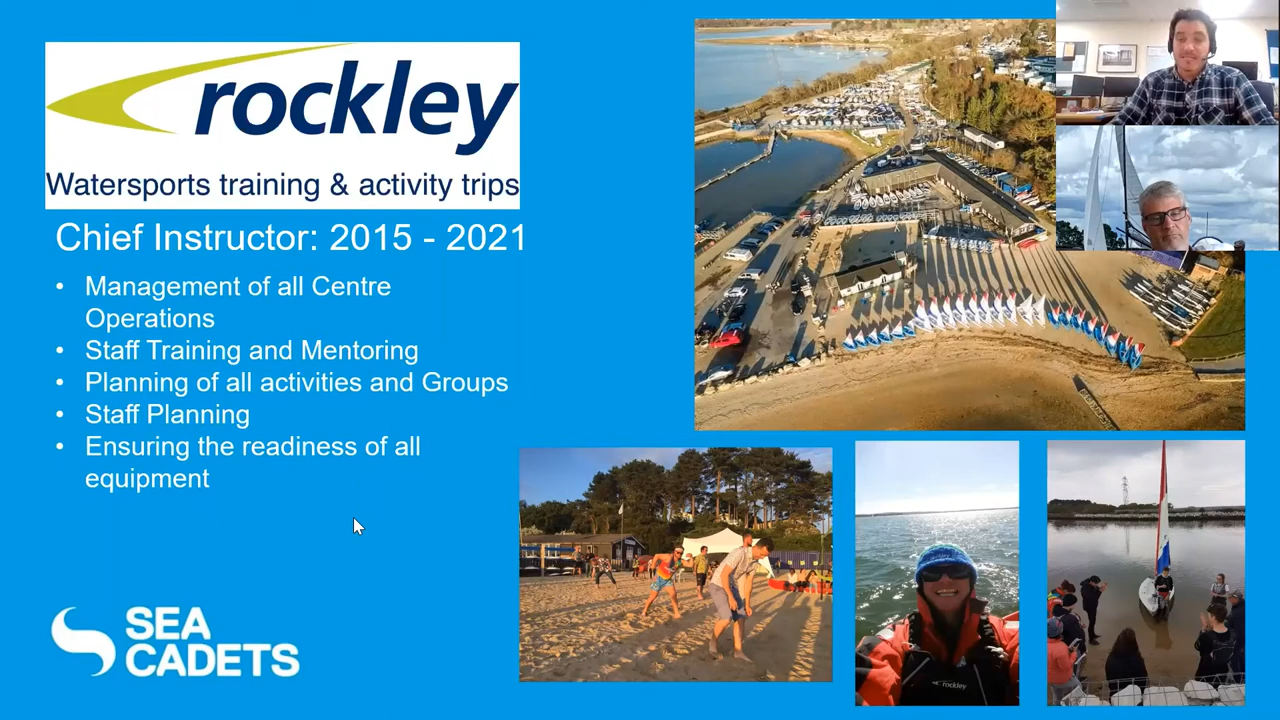 rockley
Watersports training & activity trips
Chief Instructor: 2015 - 2021
• Management of all Centre
Operations
• Staff Training and Mentoring
• Planning of all activities and Groups
• Staff Planning
• Ensuring the readiness of all
equipment
SEA
CADETS
rockley